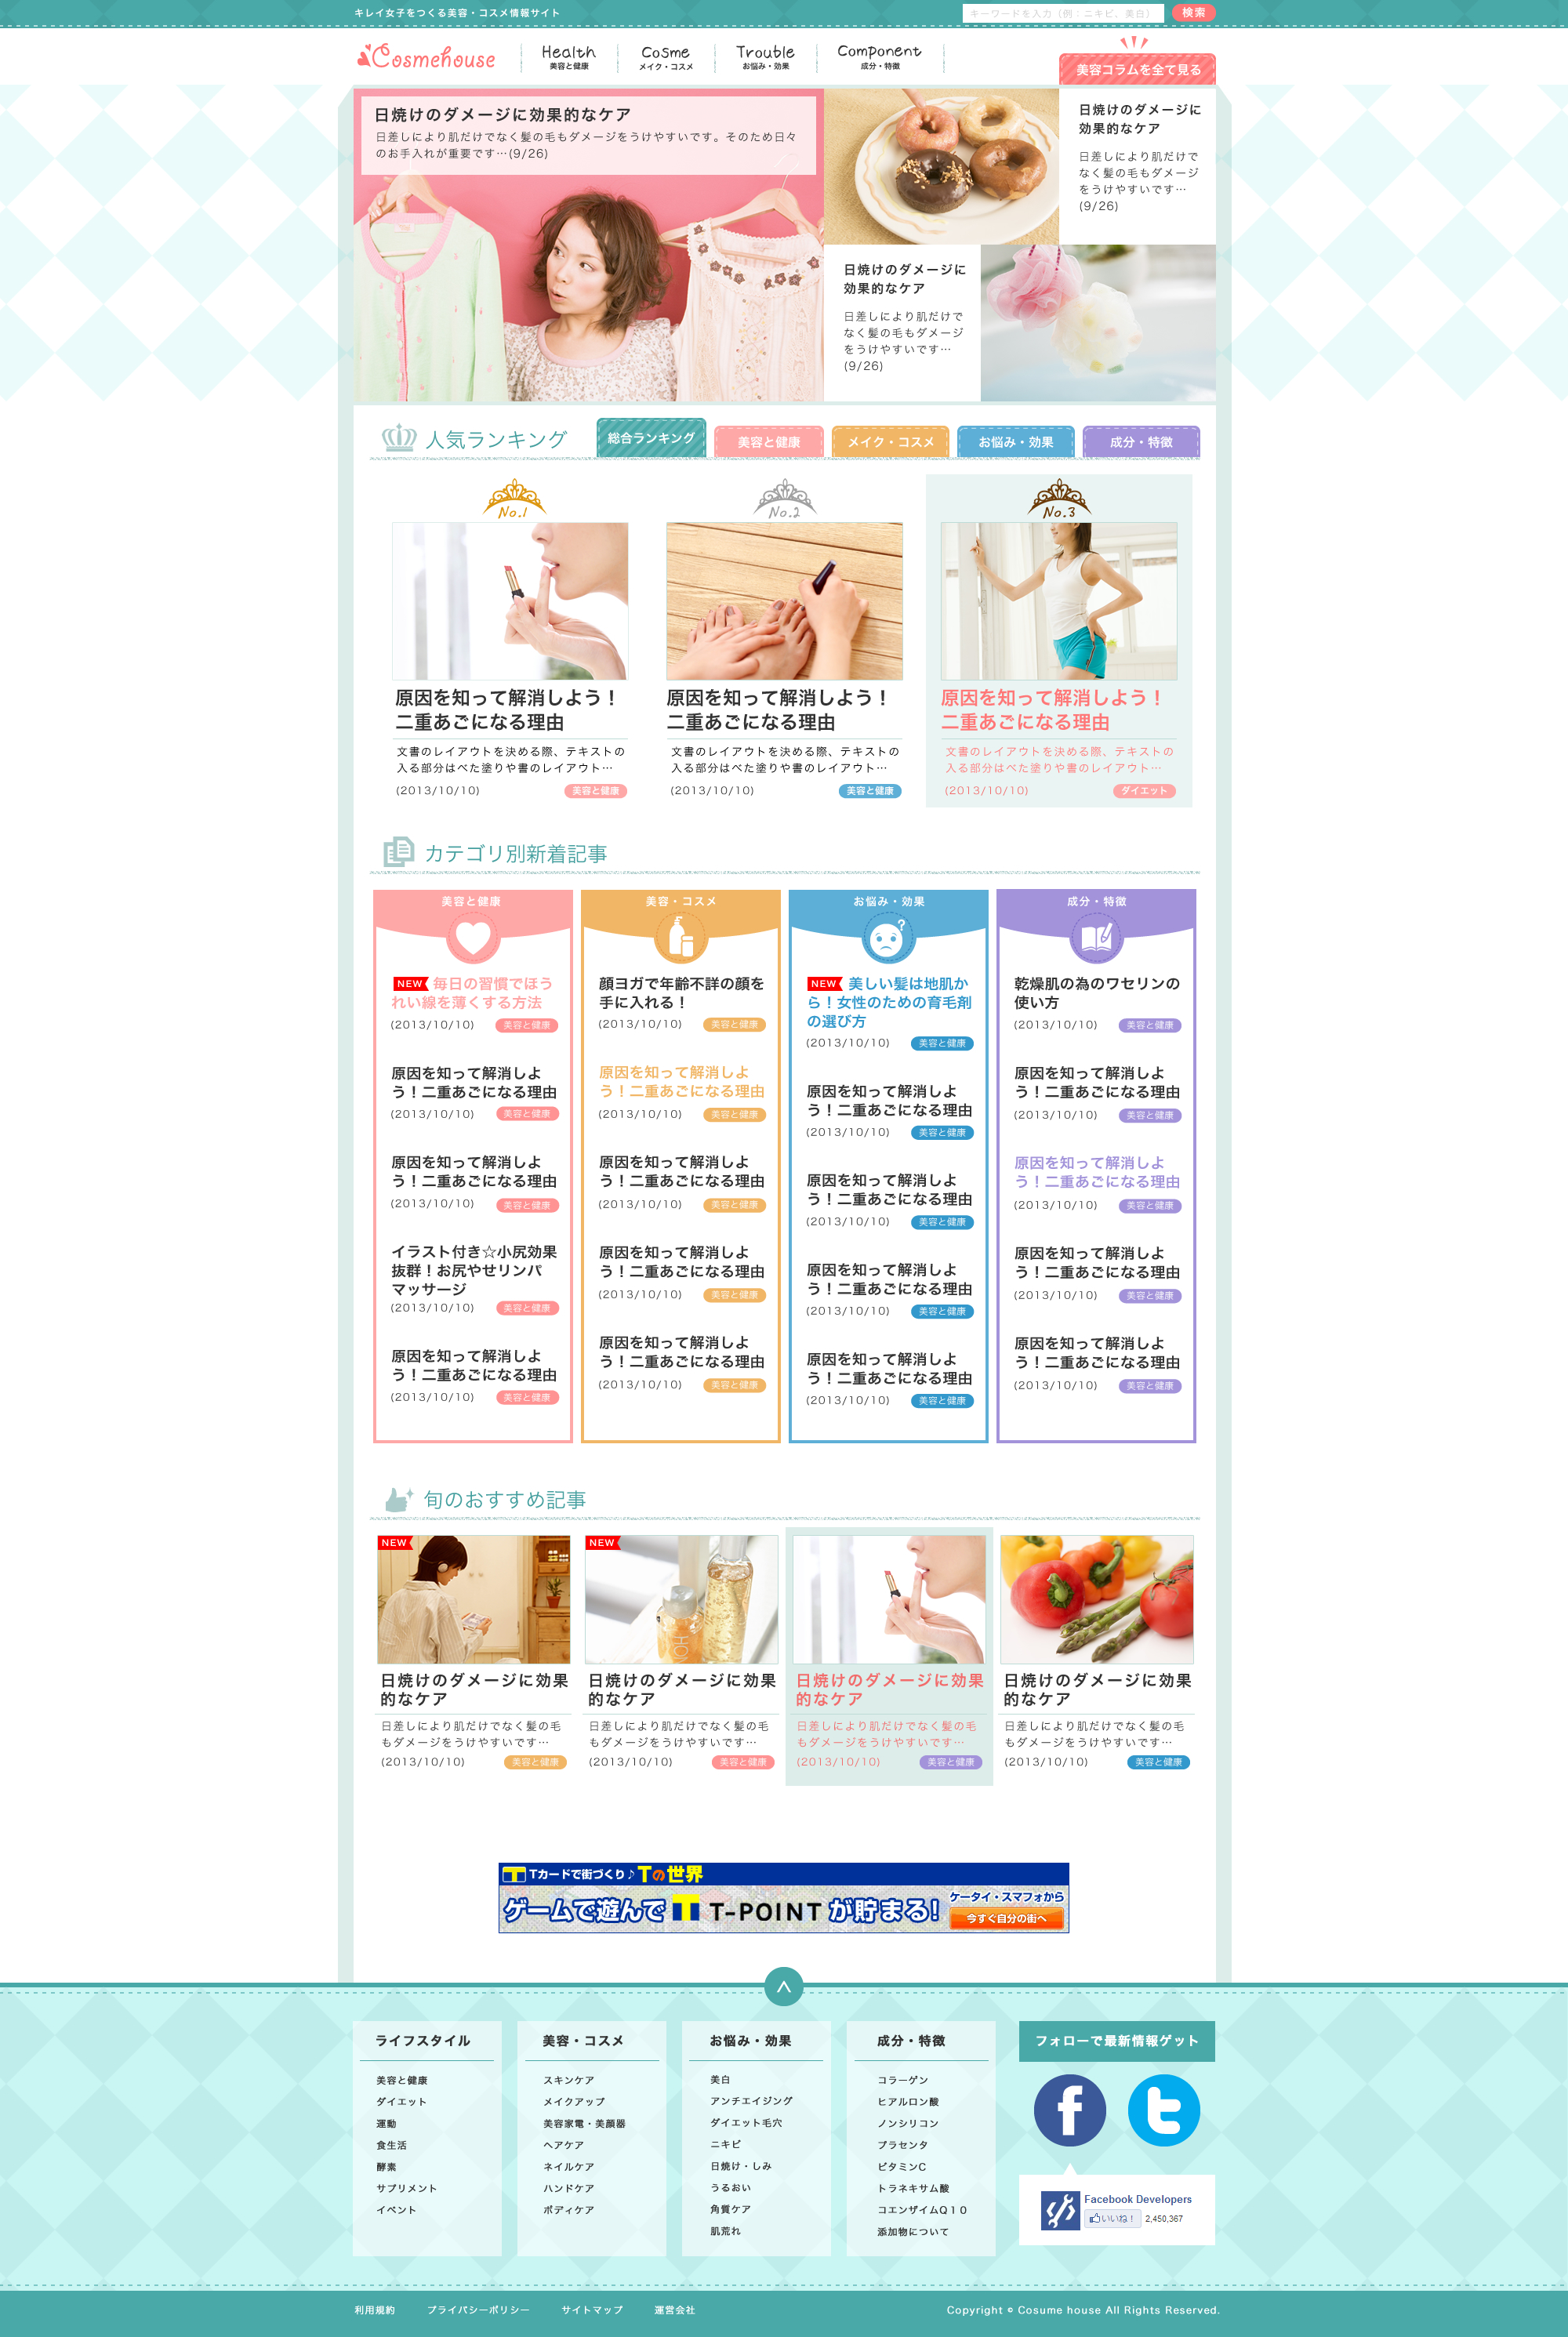 キレイ女子をつくる美容・コスメ情報サイト
キーワードを入力（例：ニキビ、美白）
検索
Cosmehouse
Health
美容と健康
Cosme
メイク・コスメ
Trouble
お悩み・効果
Component
成分・特徴
美容コラムを全て見る
日焼けのダメージに効果的なケア
日差しにより肌だけでなく髪の毛もダメージをうけやすいです。そのため日々
のお手入れが重要です…(9/26)
日焼けのダメージに
効果的なケア
日差しにより肌だけで
なく髪の毛もダメージ
をうけやすいです…
(9/26)
日焼けのダメージに
効果的なケア
日差しにより肌だけで
なく髪の毛もダメージ
をうけやすいです…
(9/26)
人気ランキング
総合ランキング
美容と健康
メイク・コスメ
お悩み・効果
成分・特徴
No.1
原因を知って解消しよう！
二重あごになる理由
文書のレイアウトを決める際、テキストの
入る部分はべた塗りや書のレイアウト…
(2013/10/10)
美容と健康
No.2
原因を知って解消しよう！
二重あごになる理由
文書のレイアウトを決める際、テキストの
入る部分はべた塗りや書のレイアウト…
(2013/10/10)
美容と健康
No.3
原因を知って解消しよう！
二重あごになる理由
文書のレイアウトを決める際、テキストの
入る部分はべた塗りや書のレイアウト…
(2013/10/10)
ダイエット
カテゴリ別新着記事
美容と健康
NEW 毎日の習慣でほう
れい線を薄くする方法
(2013/10/10)
美容と健康
原因を知って解消しよ
う！二重あごになる理由
(2013/10/10)
美容と健康
原因を知って解消しよ
う！二重あごになる理由
(2013/10/10)
美容と健康
イラスト付き☆小尻効果
抜群！お尻やせリンパ
マッサージ
(2013/10/10)
美容と健康
原因を知って解消しよ
う！二重あごになる理由
(2013/10/10)
美容と健康
美容・コスメ
顔ヨガで年齢不詳の顔を
手に入れる！
(2013/10/10)
美容と健康
原因を知って解消しよ
う！二重あごになる理由
(2013/10/10)
美容と健康
原因を知って解消しよ
う！二重あごになる理由
(2013/10/10)
美容と健康
原因を知って解消しよ
う！二重あごになる理由
(2013/10/10)
美容と健康
原因を知って解消しよ
う！二重あごになる理由
(2013/10/10)
美容と健康
お悩み・効果
NEW 美しい髪は地肌か
ら！女性のための育毛剤
の選び方
(2013/10/10)
美容と健康
原因を知って解消しよ
う！二重あごになる理由
(2013/10/10)
美容と健康
原因を知って解消しよ
う！二重あごになる理由
(2013/10/10)
美容と健康
原因を知って解消しよ
う！二重あごになる理由
(2013/10/10)
美容と健康
原因を知って解消しよ
う！二重あごになる理由
(2013/10/10)
美容と健康
成分・特徴
乾燥肌の為のワセリンの
使い方
(2013/10/10)
美容と健康
原因を知って解消しよ
う！二重あごになる理由
(2013/10/10)
美容と健康
原因を知って解消しよ
う！二重あごになる理由
(2013/10/10)
美容と健康
原因を知って解消しよ
う！二重あごになる理由
(2013/10/10)
美容と健康
原因を知って解消しよ
う！二重あごになる理由
(2013/10/10)
美容と健康
旬のおすすめ記事
NEW
日焼けのダメージに効果
的なケア
日差しにより肌だけでなく髪の毛
もダメージをうけやすいです…
(2013/10/10)
美容と健康
NEW
日焼けのダメージに効果
的なケア
日差しにより肌だけでなく髪の毛
もダメージをうけやすいです…
(2013/10/10)
美容と健康
日焼けのダメージに効果
的なケア
日差しにより肌だけでなく髪の毛
もダメージをうけやすいです…
(2013/10/10)
美容と健康
日焼けのダメージに効果
的なケア
日差しにより肌だけでなく髪の毛
もダメージをうけやすいです…
(2013/10/10)
美容と健康
T Tカードで街づくり♪Tの世界
ゲームで遊んで T T-POINT が貯まる!
ケータイ・スマフォから
今すぐ自分の街へ
ライフスタイル
美容と健康
ダイエット
運動
食生活
酵素
サプリメント
イベント
美容・コスメ
スキンケア
メイクアップ
美容家電・美顔器
ヘアケア
ネイルケア
ハンドケア
ボディケア
お悩み・効果
美白
アンチエイジング
ダイエット毛穴
ニキビ
日焼け・しみ
うるおい
角質ケア
肌荒れ
成分・特徴
コラーゲン
ヒアルロン酸
ノンシリコン
プラセンタ
ビタミンC
トラネキサム酸
コエンザイムQ１０
添加物について
フォローで最新情報ゲット
f
t
Facebook Developers
いいね！ 2,450,367
利用規約
プライバシーポリシー
サイトマップ
運営会社
Copyright © Cosume house All Rights Reserved.